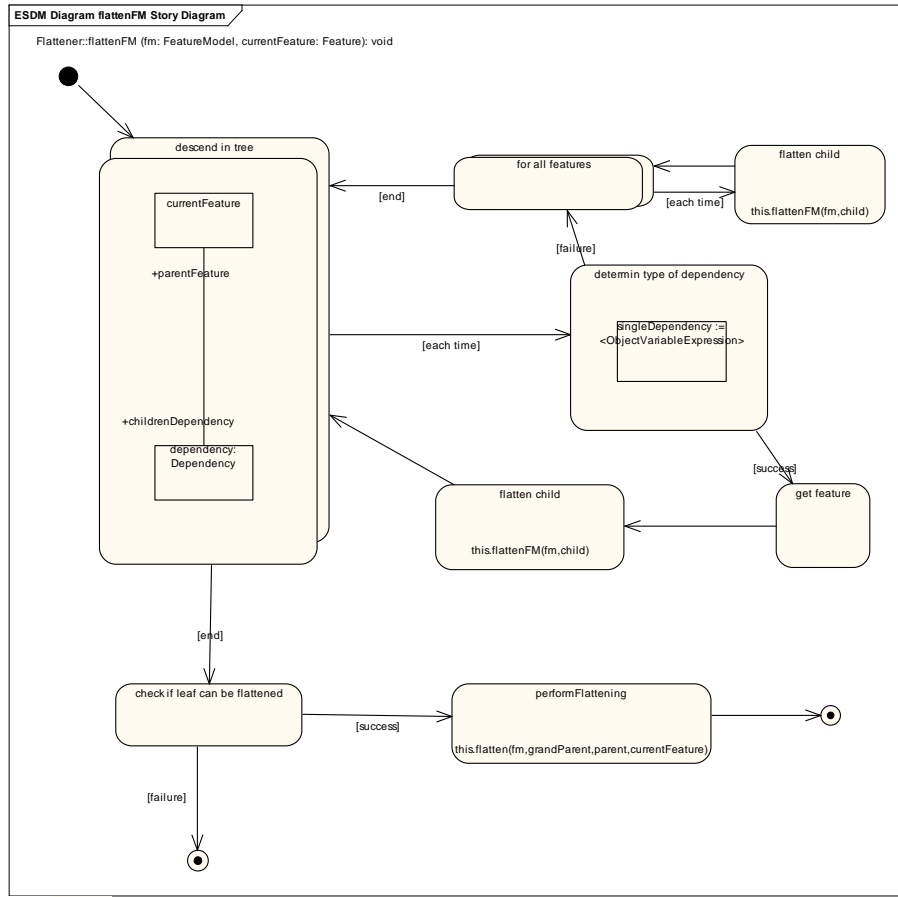 ESDM Diagram flattenFM Story Diagram
Flattener::flattenFM (fm: FeatureModel, currentFeature: Feature): void
descend in tree
currentFeature
+parentFeature
+childrenDependency
dependency:
Dependency
for all features
[end]
[each time]
flatten child
this.flattenFM(fm,child)
[failure]
determin type of dependency
singleDependency :=
<ObjectVariableExpression>
[each time]
[success]
get feature
flatten child
this.flattenFM(fm,child)
[end]
check if leaf can be flattened
[success]
performFlattening
this.flatten(fm,grandParent,parent,currentFeature)
[failure]